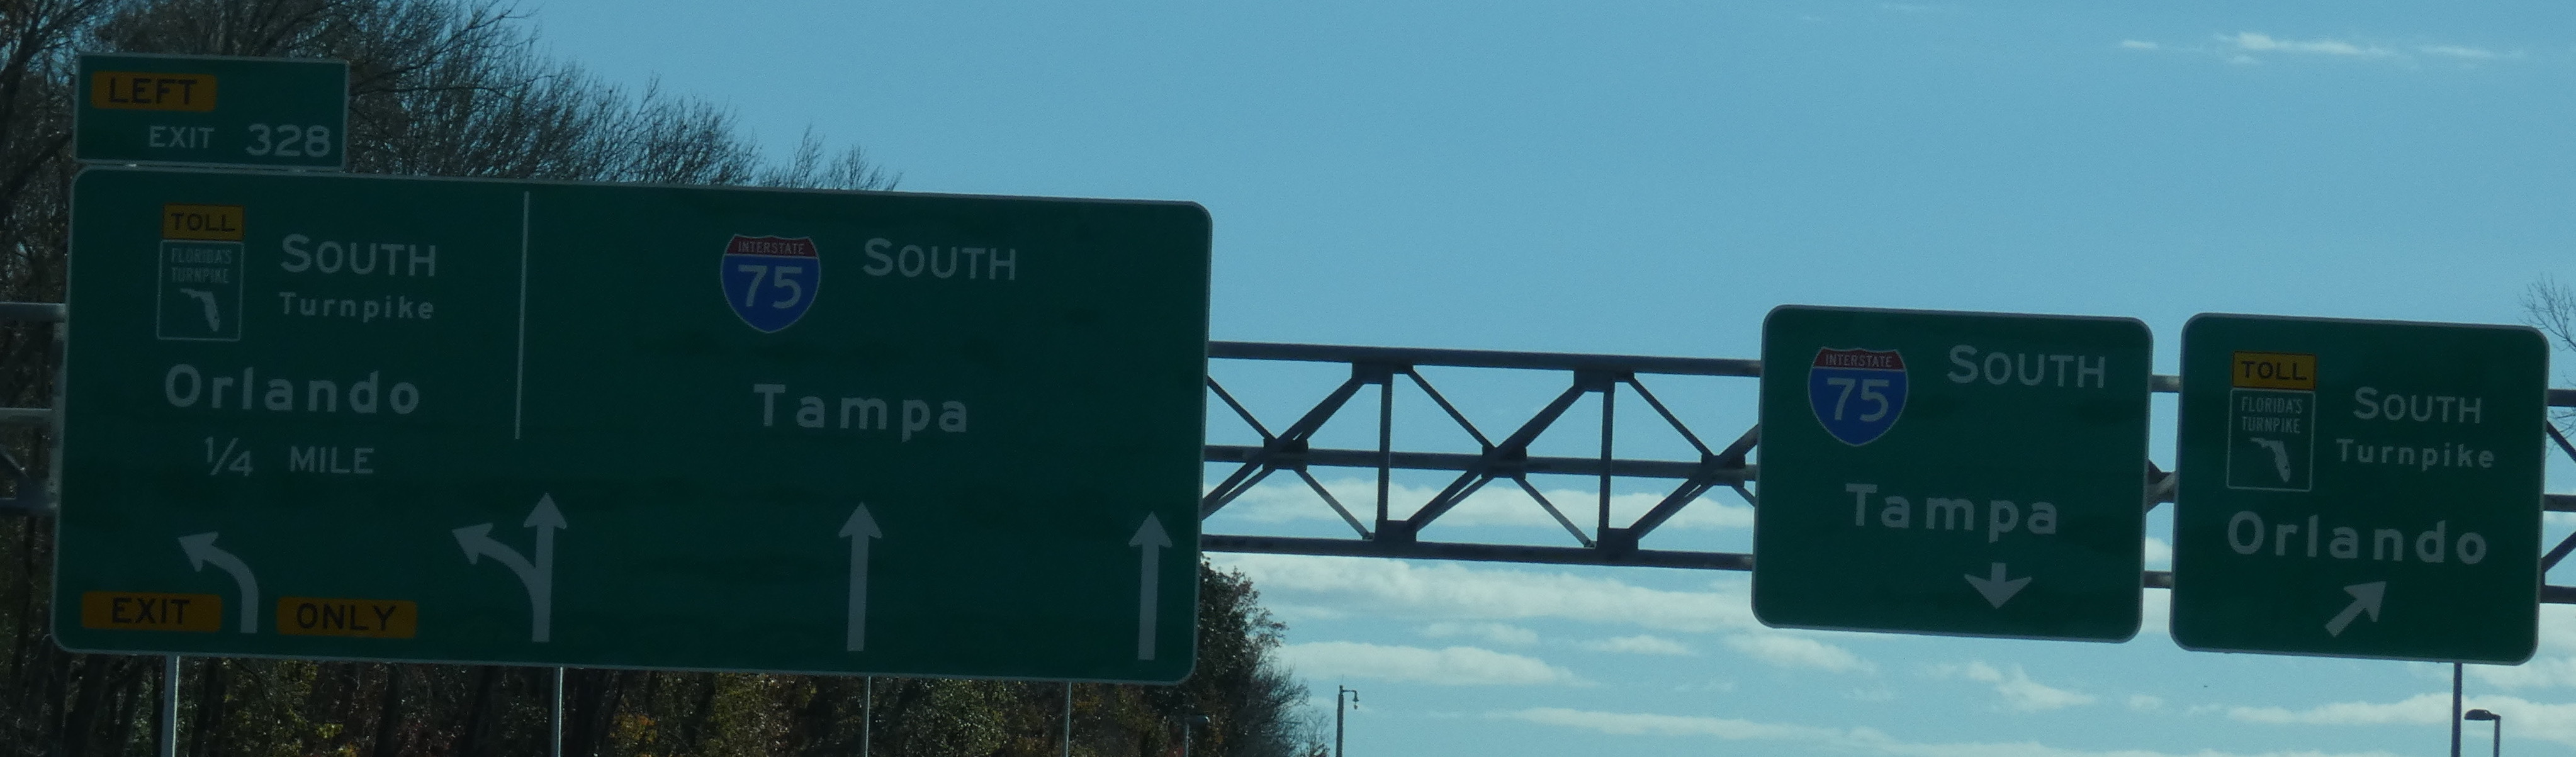 LEFT
EXIT 328
TOLL
FLORIDA'S
TURNPIKE
SOUTH
Turnpike
Orlando
1/4 MILE
EXIT ONLY
INTERSTATE
75
SOUTH
Tampa
INTERSTATE
75
SOUTH
Tampa
TOLL
FLORIDA'S
TURNPIKE
SOUTH
Turnpike
Orlando